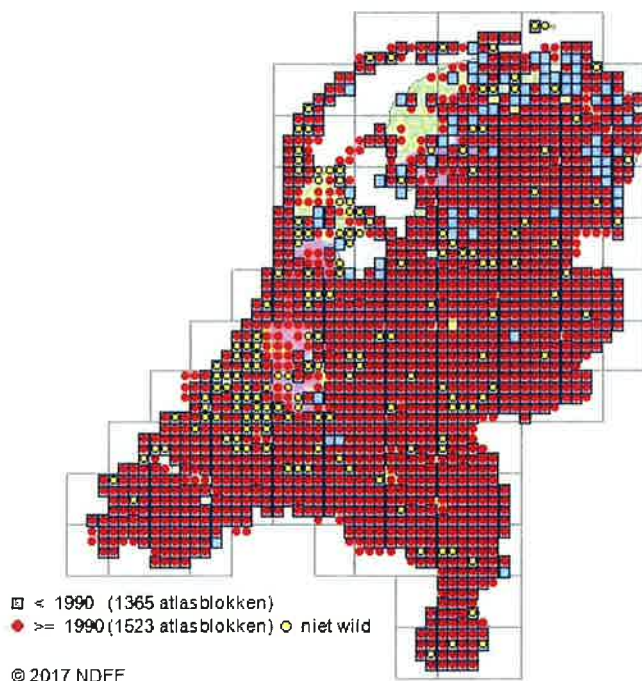 < 1990 (1365 atlasblokken)
>= 1990 (1523 atlasblokken) niet wild
© 2017 NDFF